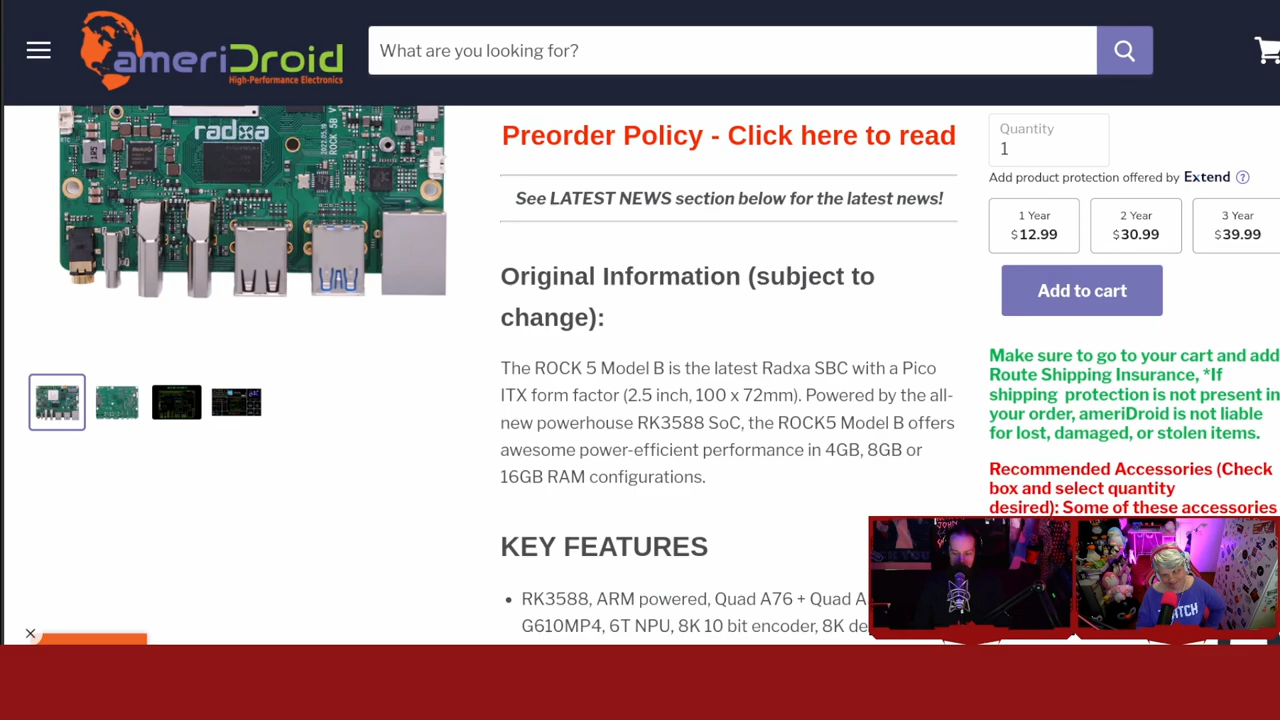 ameriDroid
High-Performance Electronics
What are you looking for?
radxa
ROCK 5B
Preorder Policy - Click here to read
See LATEST NEWS section below for the latest news!
Original Information (subject to
change):
The ROCK 5 Model B is the latest Radxa SBC with a Pico
ITX form factor (2.5 inch, 100 x 72mm). Powered by the all-
new powerhouse RK3588 SoC, the ROCK5 Model B offers
awesome power-efficient performance in 4GB, 8GB or
16GB RAM configurations.
KEY FEATURES
• RK3588, ARM powered, Quad A76 + Quad A
G610MP4, 6T NPU, 8K 10 bit encoder, 8K de
Quantity
1
Add product protection offered by Extend ?
1 Year
$12.99
2 Year
$30.99
3 Year
$39.99
Add to cart
Make sure to go to your cart and add
Route Shipping Insurance, *If
shipping protection is not present in
your order, ameriDroid is not liable
for lost, damaged, or stolen items.
Recommended Accessories (Check
box and select quantity
desired): Some of these accessories